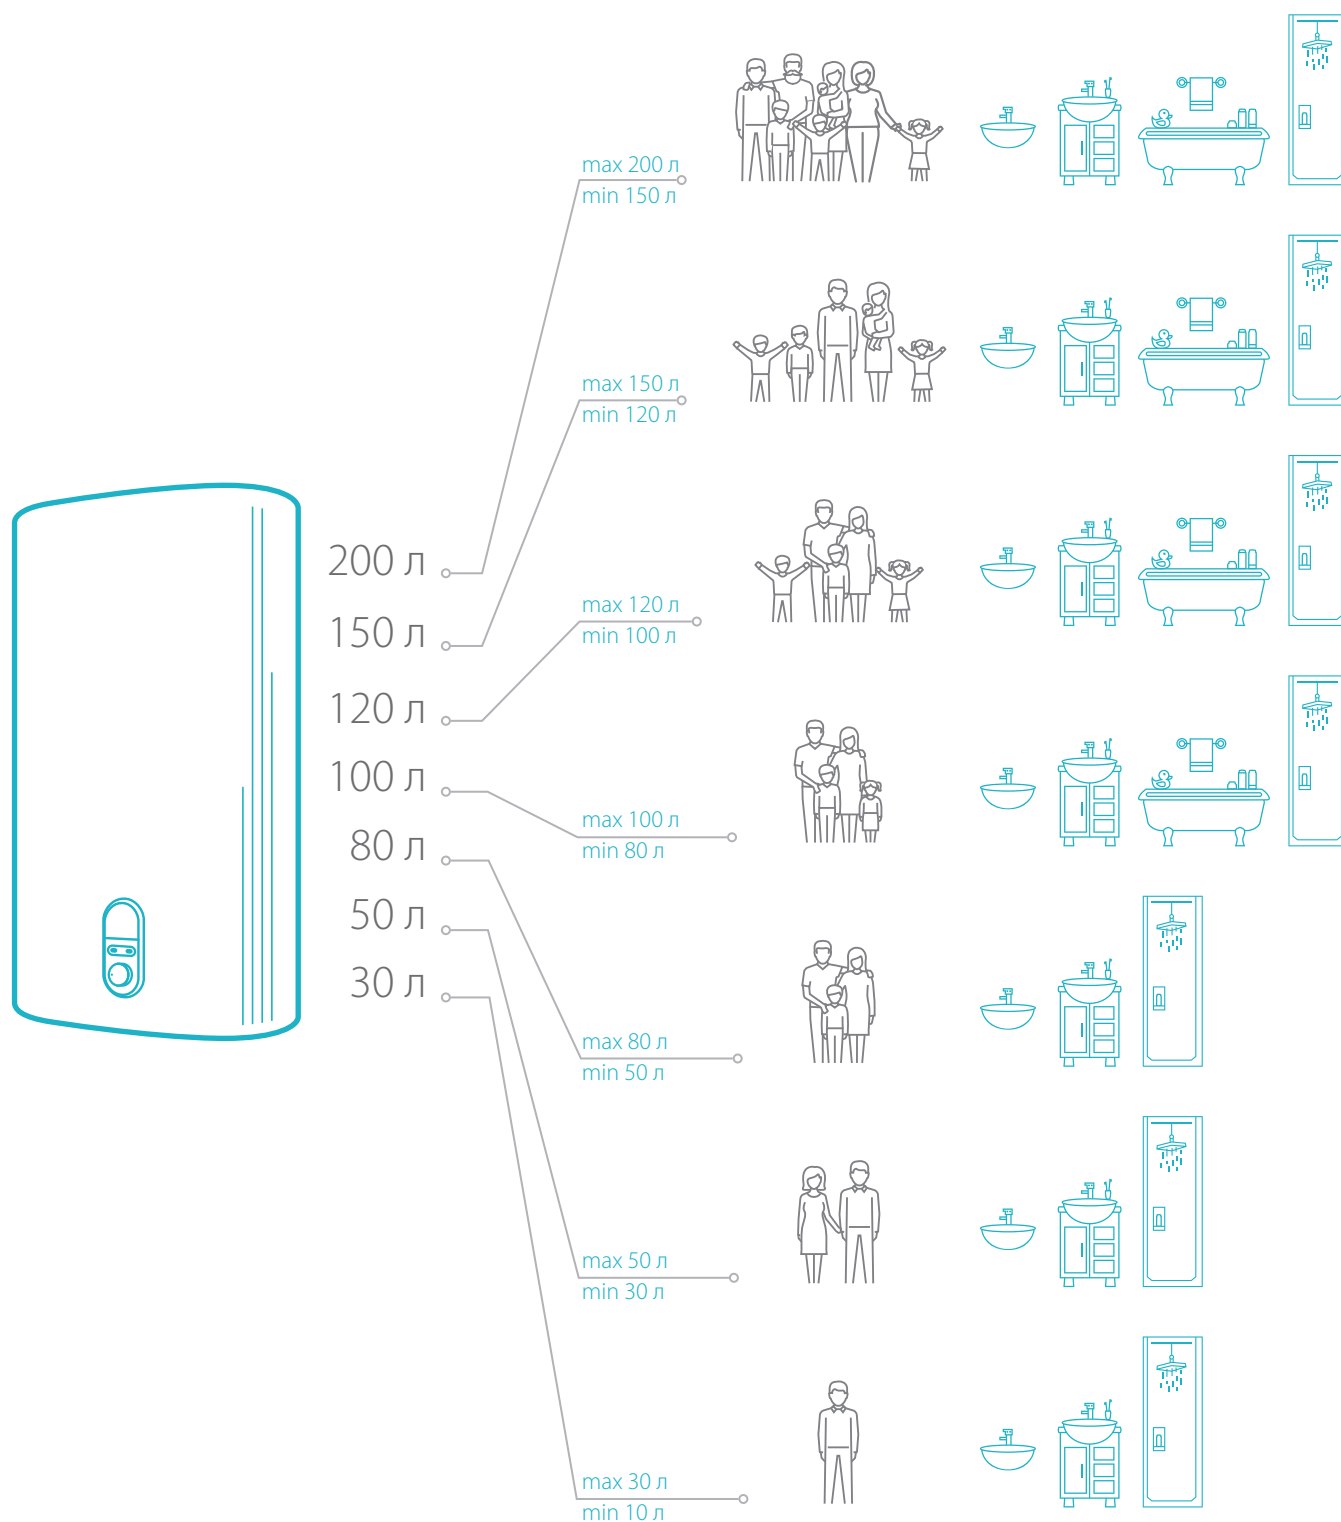 200 л
150 л
120 л
100 л
80 л
50 л
30 л
max 200 л
min 150 л
max 150 л
min 120 л
max 120 л
min 100 л
max 100 л
min 80 л
max 80 л
min 50 л
max 50 л
min 30 л
max 30 л
min 10 л